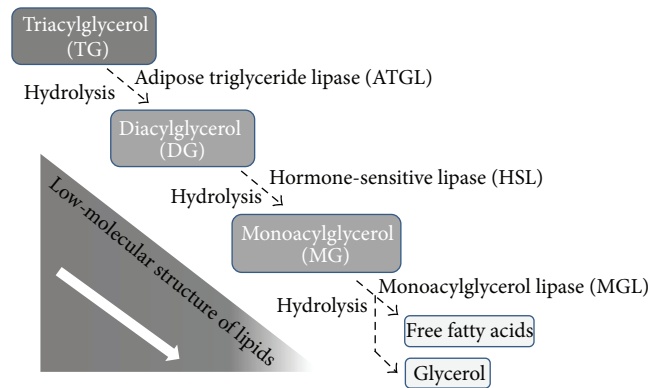 Triacylglycerol
(TG)
Adipose triglyceride lipase (ATGL)
Hydrolysis
Diacylglycerol
(DG)
Hormone-sensitive lipase (HSL)
Hydrolysis
Low-molecular structure of lipids
Monoacylglycerol
(MG)
Monoacylglycerol lipase (MGL)
Hydrolysis
Free fatty acids
Glycerol